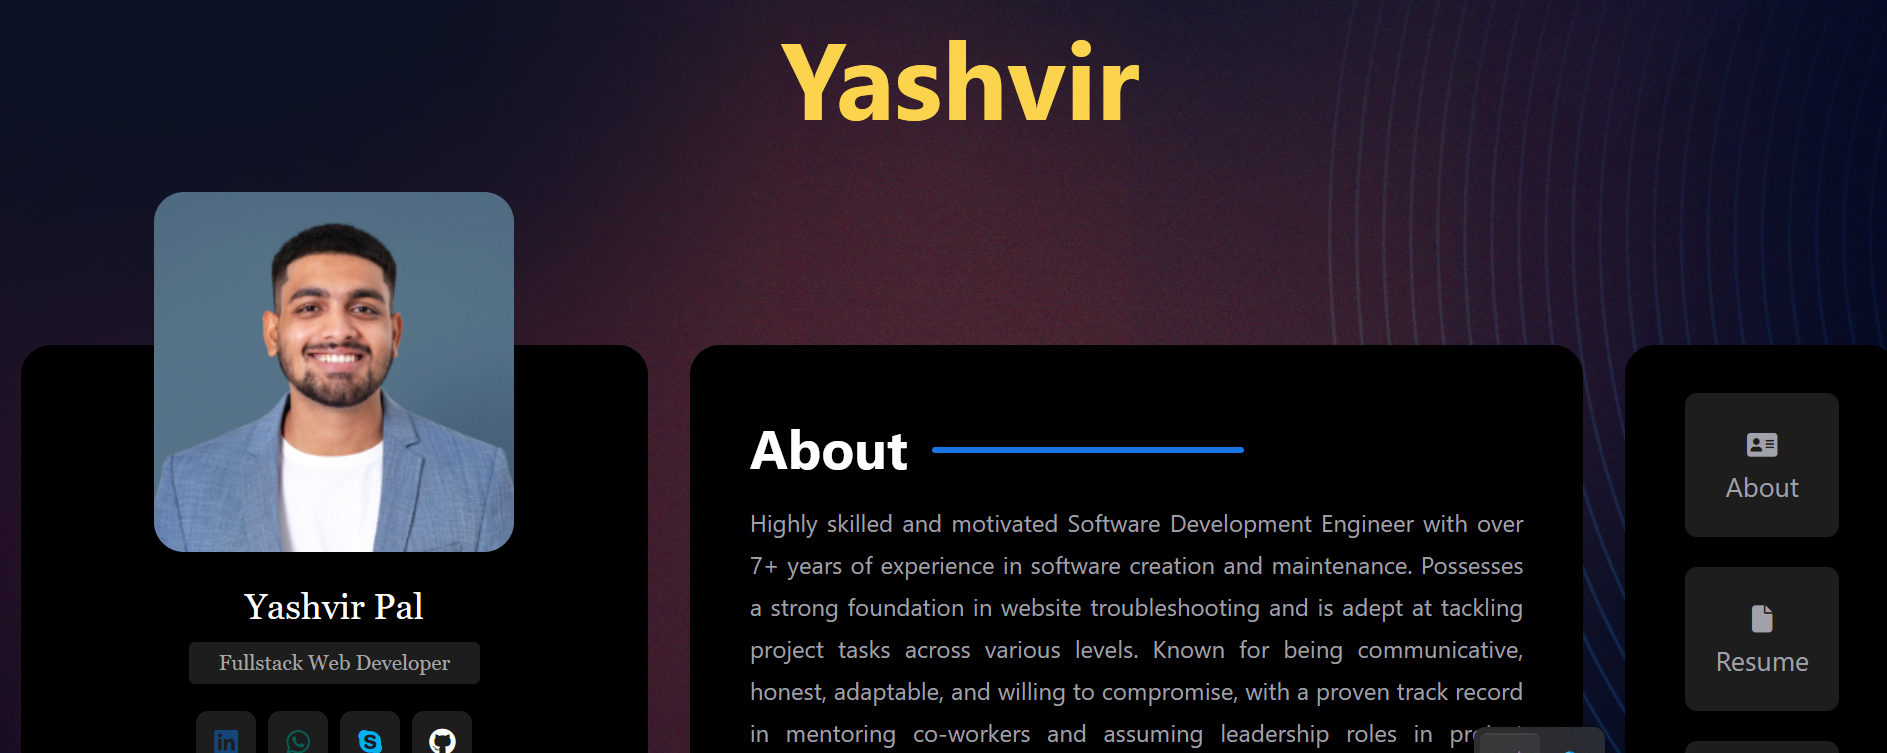 Yashvir
Yashvir Pal
Fullstack Web Developer
About
Highly skilled and motivated Software Development Engineer with over
7+ years of experience in software creation and maintenance. Possesses
a strong foundation in website troubleshooting and is adept at tackling
project tasks across various levels. Known for being communicative,
honest, adaptable, and willing to compromise, with a proven track record
in mentoring co-workers and assuming leadership roles in
About
Resume